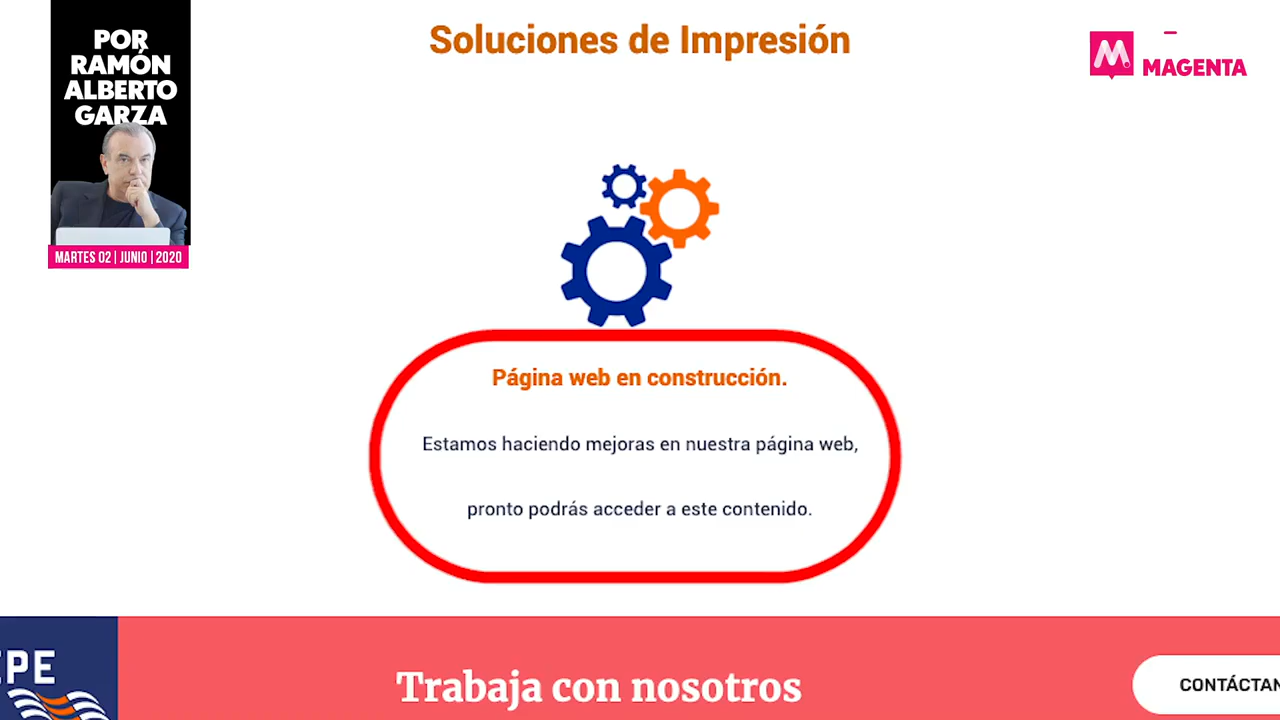 POR
RAMÓN
ALBERTO
GARZA
MARTES 02 | JUNIO | 2020
Soluciones de Impresión
M.
MAGENTA
Página web en construcción.
Estamos haciendo mejoras en nuestra página web,
pronto podrás acceder a este contenido.
EPE
Trabaja con nosotros
CONTÁCTAN